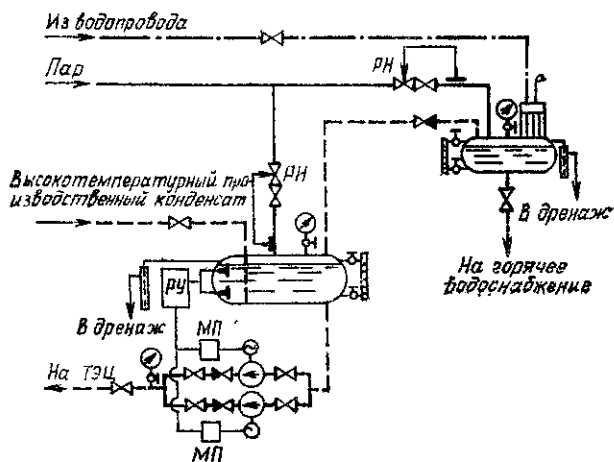 Из водопровода
Пар
РН
РН
Высокотемпературный про
изводственный конденсат
В дренаж
На горячее
водоснабжение
РУ
В дренаж
МП
На ТЭЦ
МП